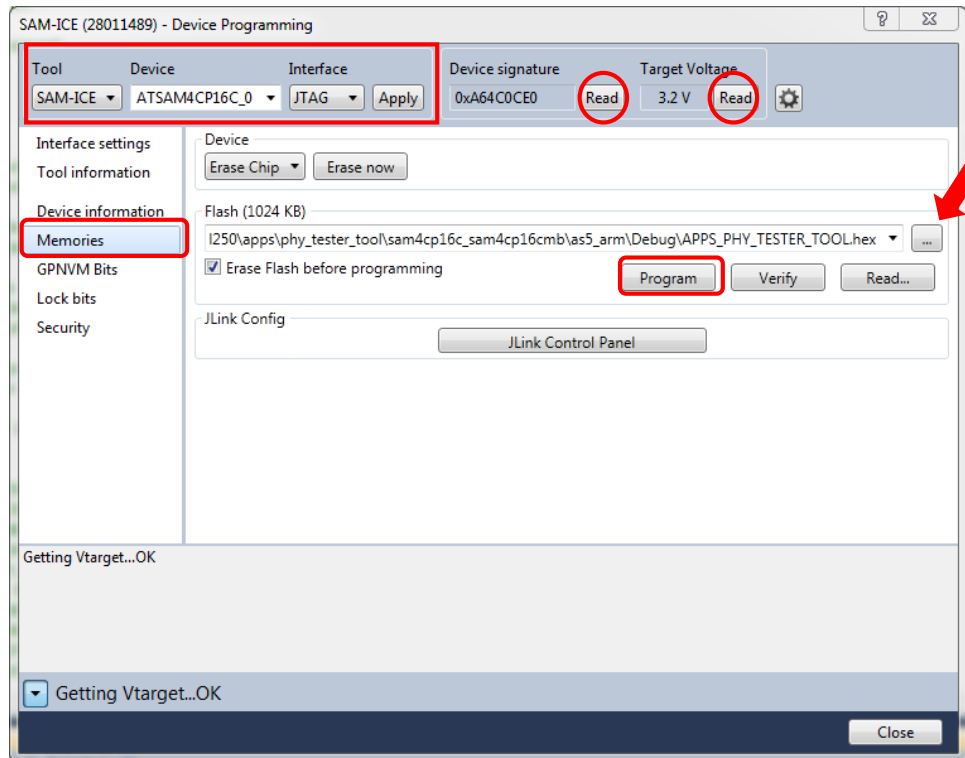 SAM-ICE (28011489) - Device Programming
Tool Device Interface Device signature Target Voltage
SAM-ICE ATSAM4CP16C_0 JTAG Apply 0xA64C0CE0 Read 3.2 V Read
Interface settings
Tool information
Device information
Memories
GPNVM Bits
Lock bits
Security
Device
Erase Chip Erase now
Flash (1024 KB)
l250\apps\phy_tester_tool\sam4cp16c_sam4cp16cmb\as5_arm\Debug\APPS_PHY_TESTER_TOOL.hex ...
Erase Flash before programming
Program Verify Read...
JLink Config
JLink Control Panel
Getting Vtarget...OK
Getting Vtarget...OK
Close